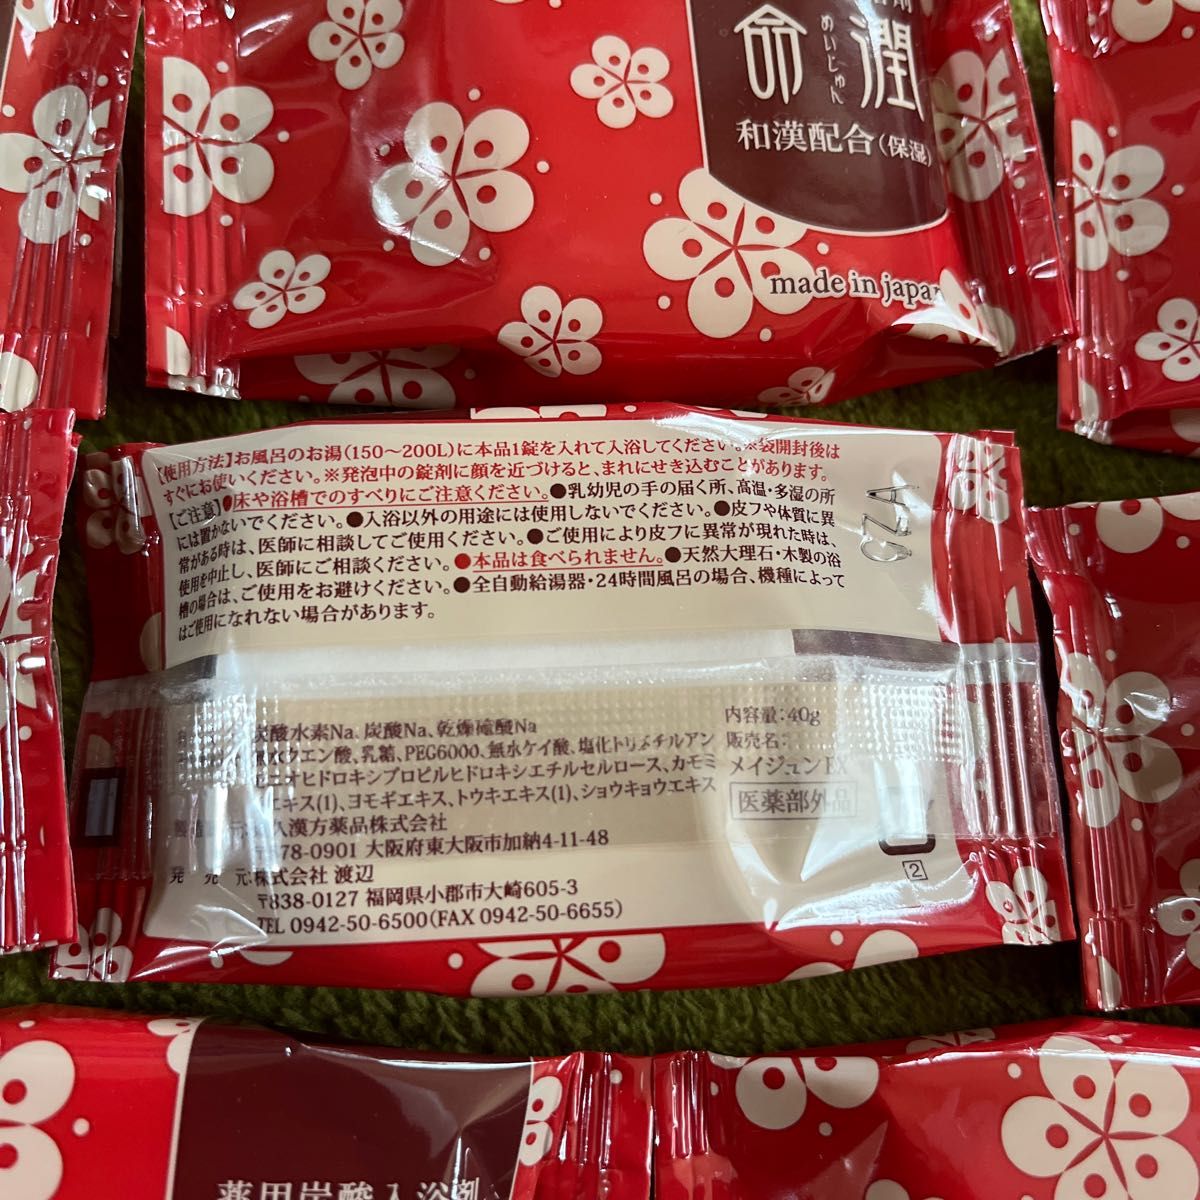 命潤
めいじゅん
和漢配合(保湿)
made in japan
【使用方法】お風呂のお湯(150〜200L)に本品1錠を入れて入浴してください。※袋開封後は
すぐにお使いください。※発泡中の錠剤に顔を近づけると、まれにせき込むことがあります。
【ご注意】●床や浴槽でのすべりにご注意ください。●乳幼児の手の届く所、高温・多湿の所
には置かないでください。●入浴以外の用途には使用しないでください。●皮フや体質に異
常がある時は、医師に相談してご使用ください。●ご使用により皮フに異常が現れた時は、
使用を中止し、医師にご相談ください。●本品は食べられません。●天然大理石・木製の浴
槽の場合は、ご使用をお避けください。●全自動給湯器・24時間風呂の場合、機種によって
はご使用になれない場合があります。
炭酸水素Na、炭酸Na、乾燥硫酸Na
クエン酸、乳糖、PEG6000、無水ケイ酸、塩化トリメチルアン
ニオヒドロキシプロピルヒドロキシエチルセルロース、カモミ
エキス(1)、ヨモギエキス、トウキエキス(1)、ショウキョウエキス
漢方薬品株式会社
578-0901 大阪府東大阪市加納4-11-48
発売元:株式会社 渡辺
〒838-0127 福岡県小郡市大崎605-3
TEL 0942-50-6500(FAX 0942-50-6655)
内容量:40g
販売名:
メイジュンEX
医薬部外品
2
薬用炭酸入浴剤